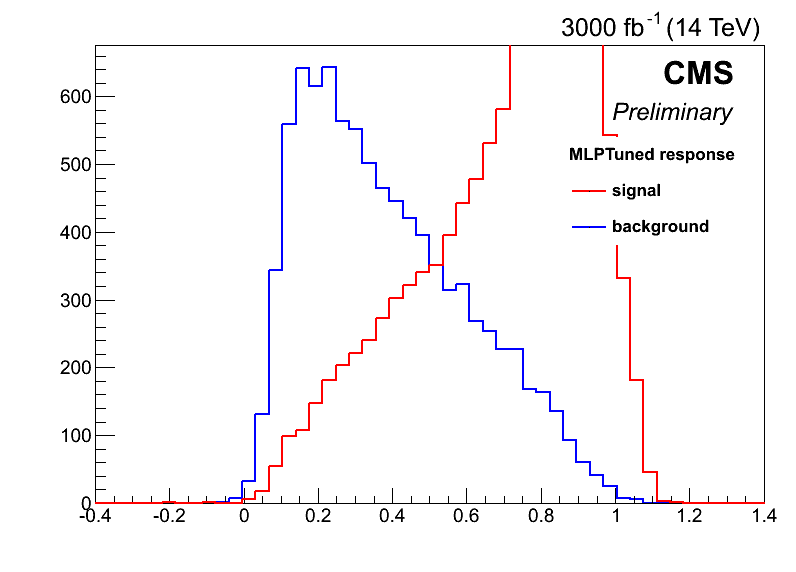 3000 fb-1 (14 TeV)
CMS
Preliminary
MLPTuned response
signal
background
600
500
400
300
200
100
0
-0.4 -0.2 0 0.2 0.4 0.6 0.8 1 1.2 1.4